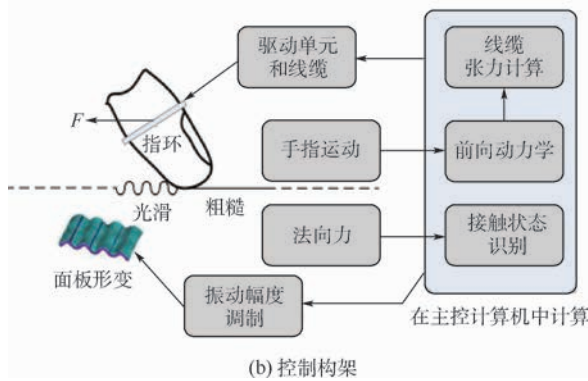 驱动单元
和线缆
线缆
张力计算
F
指环
手指运动
前向动力学
光滑
粗糙
法向力
接触状态
识别
面板形变
振动幅度
调制
在主控计算机中计算
(b) 控制构架